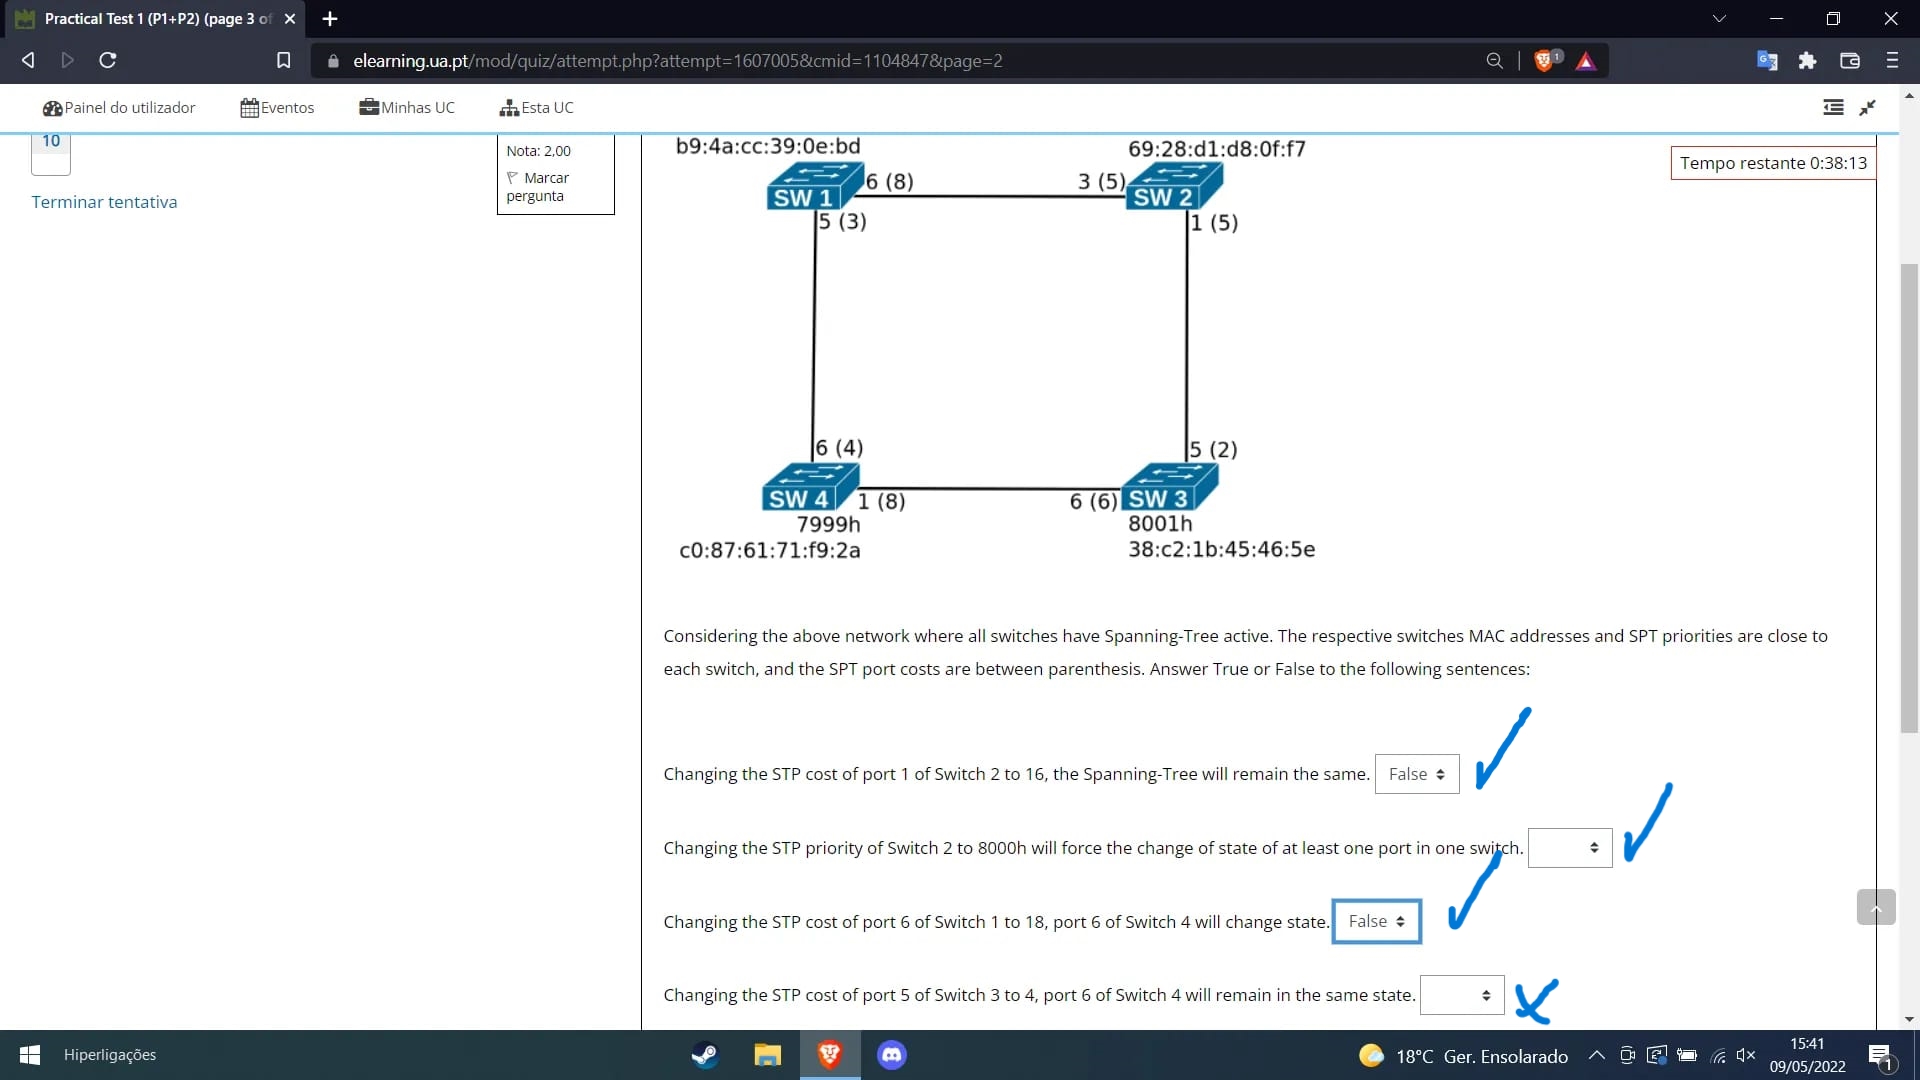 Practical Test 1 (P1+P2) (page 3 of
elearning.ua.pt/mod/quiz/attempt.php?attempt=1607005&cmid=1104847&page=2
1
Painel do utilizador
Eventos
Minhas UC
Esta UC
10
Terminar tentativa
Nota: 2,00
Marcar
pergunta
Tempo restante 0:38:13
b9:4a:cc:39:0e:bd
69:28:d1:d8:0f:f7
SW 1
6 (8)
3 (5)
SW 2
5 (3)
1 (5)
6 (4)
5 (2)
SW 4
1 (8)
6 (6)
SW 3
7999h
8001h
c0:87:61:71:f9:2a
38:c2:1b:45:46:5e
Considering the above network where all switches have Spanning-Tree active. The respective switches MAC addresses and SPT priorities are close to
each switch, and the SPT port costs are between parenthesis. Answer True or False to the following sentences:
Changing the STP cost of port 1 of Switch 2 to 16, the Spanning-Tree will remain the same. False
Changing the STP priority of Switch 2 to 8000h will force the change of state of at least one port in one switch.
Changing the STP cost of port 6 of Switch 1 to 18, port 6 of Switch 4 will change state. False
Changing the STP cost of port 5 of Switch 3 to 4, port 6 of Switch 4 will remain in the same state.
Hiperligações
18°C Ger. Ensolarado
15:41
09/05/2022
1